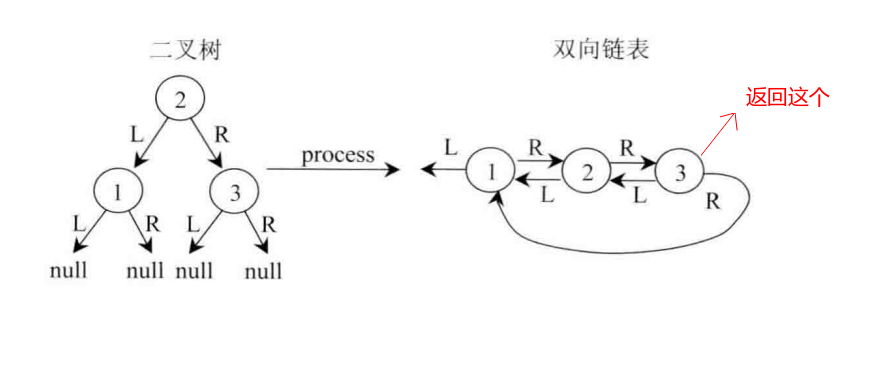 二叉树
双向链表
返回这个
2
L R
process
L R R
1 3
1 2 3
L L R
L R L R
null null null null